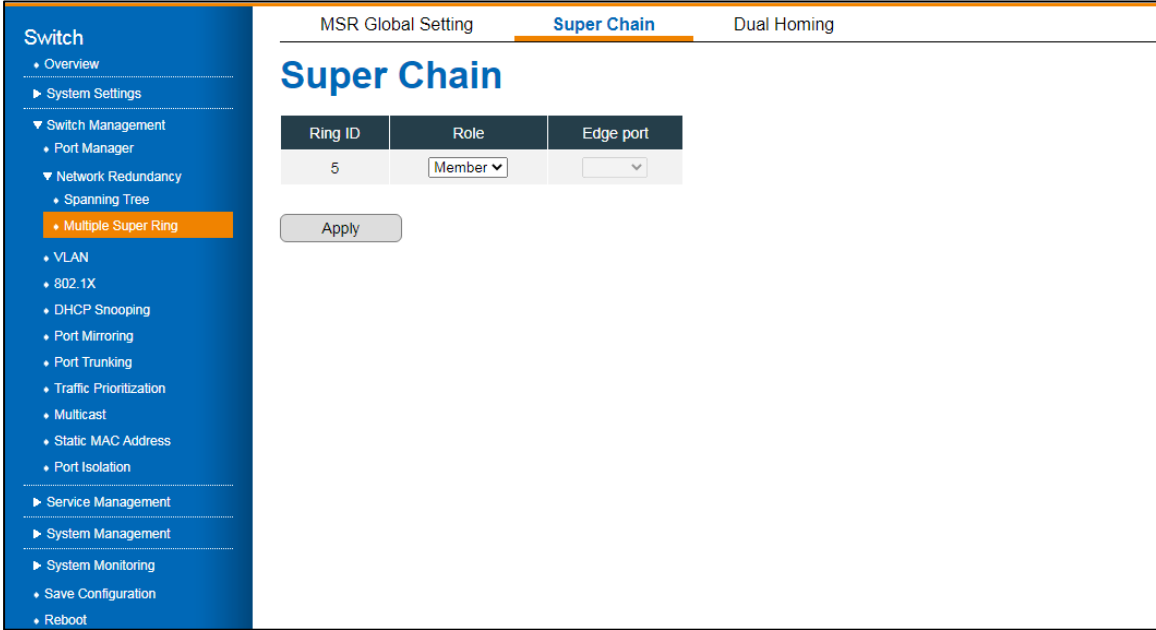 Switch
Overview
System Settings
Switch Management
Port Manager
Network Redundancy
Spanning Tree
Multiple Super Ring
VLAN
802.1X
DHCP Snooping
Port Mirroring
Port Trunking
Traffic Prioritization
Multicast
Static MAC Address
Port Isolation
Service Management
System Management
System Monitoring
Save Configuration
Reboot
MSR Global Setting Super Chain Dual Homing
Super Chain
Ring ID Role Edge port
5 Member
Apply